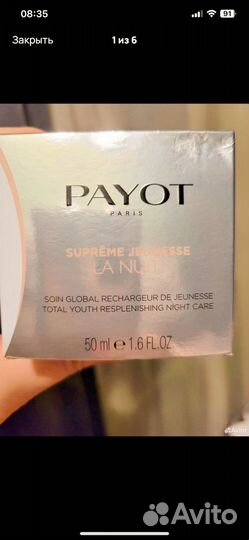 08:35
91
Закрыть
1 из 6
PAYOT
PARIS
SUPRÊME JEUNESSE
LA NUIT
SOIN GLOBAL RECHARGEUR DE JEUNESSE
TOTAL YOUTH RESPLENISHING NIGHT CARE
50 ml ℮ 1.6 FL.OZ.
Avito
Avito